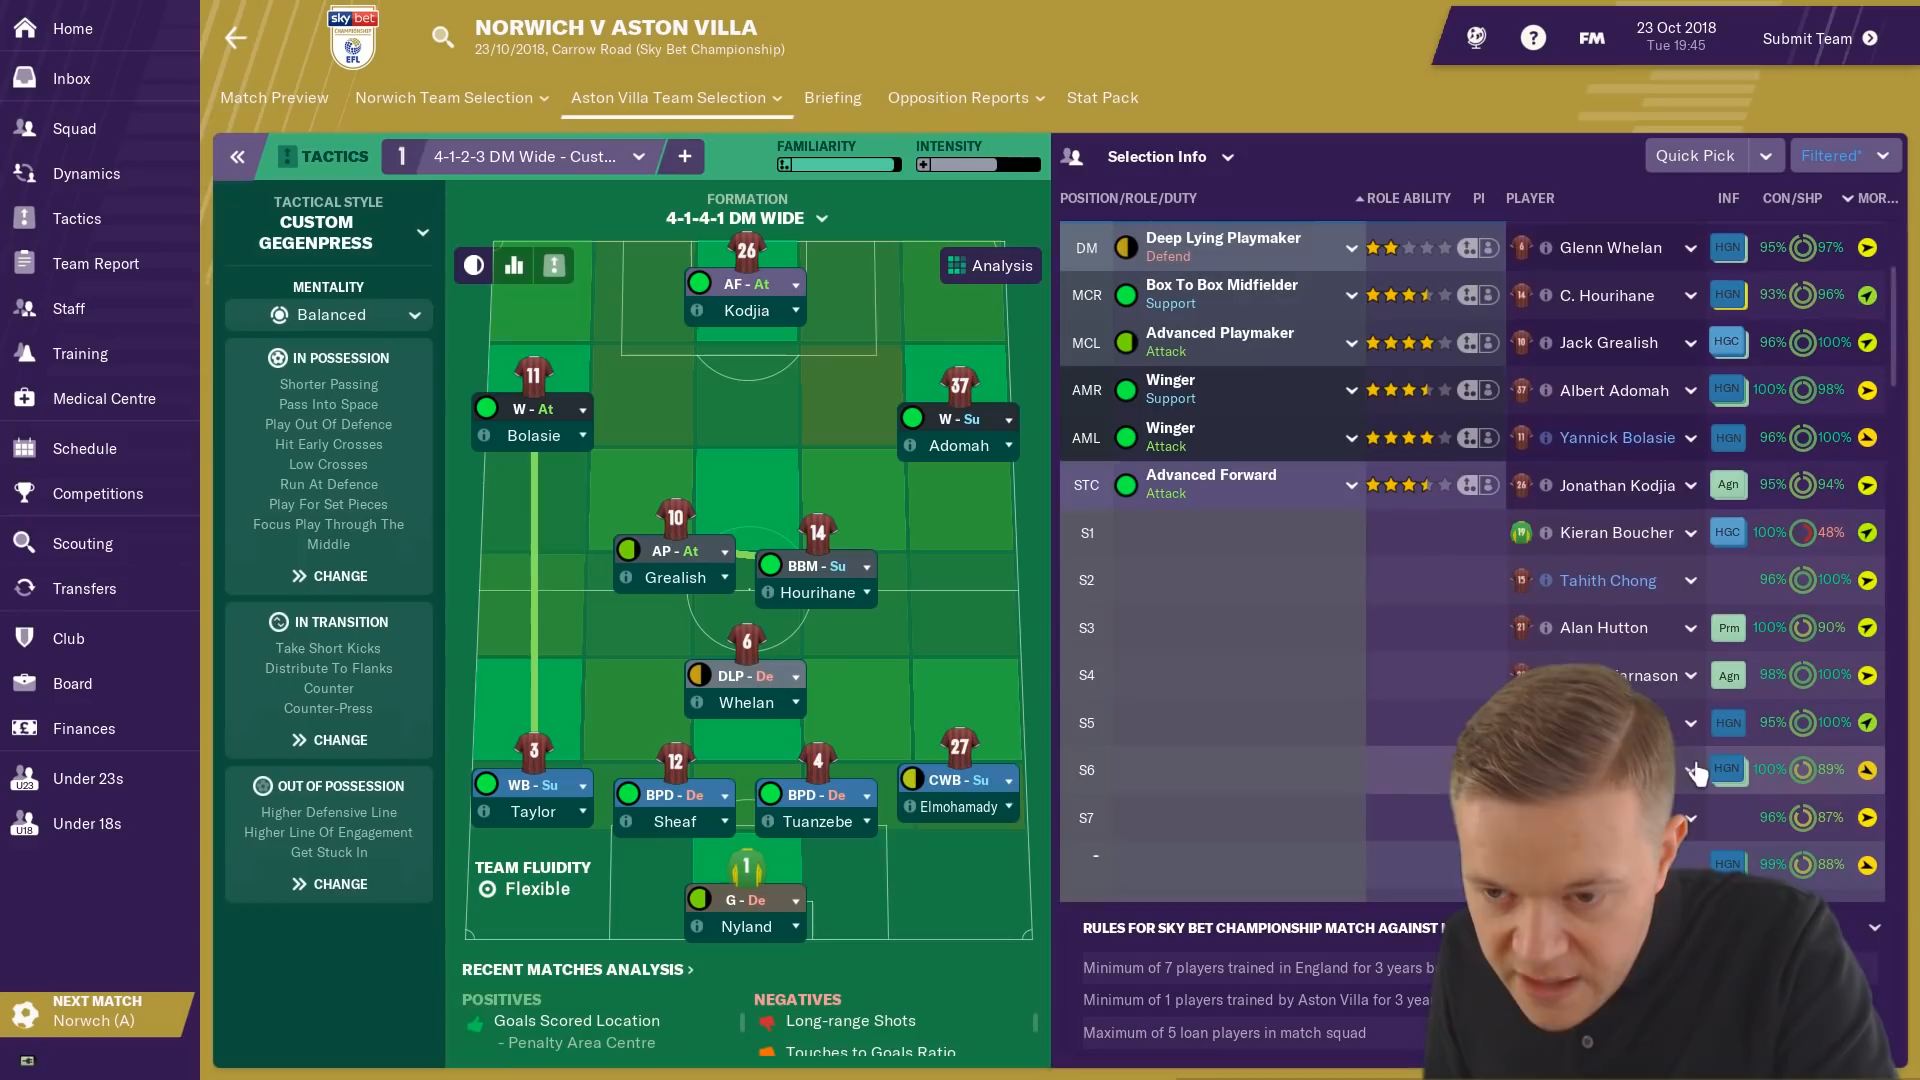 Home
Inbox
Squad
Dynamics
Tactics
Team Report
Staff
Training
Medical Centre
Schedule
Competitions
Scouting
Transfers
Club
Board
Finances
U23 Under 23s
U18 Under 18s
NEXT MATCH
Norwch (A)
sky bet
CHAMPIONSHIP
EFL
NORWICH V ASTON VILLA
23/10/2018, Carrow Road (Sky Bet Championship)
? FM
23 Oct 2018
Tue 19:45
Submit Team
Match Preview
Norwich Team Selection
Aston Villa Team Selection
Briefing
Opposition Reports
Stat Pack
TACTICS
1 4-1-2-3 DM Wide - Cust...
+
FAMILIARITY
INTENSITY
TACTICAL STYLE
CUSTOM
GEGENPRESS
MENTALITY
Balanced
IN POSSESSION
Shorter Passing
Pass Into Space
Play Out Of Defence
Hit Early Crosses
Low Crosses
Run At Defence
Play For Set Pieces
Focus Play Through The
Middle
CHANGE
IN TRANSITION
Take Short Kicks
Distribute To Flanks
Counter
Counter-Press
CHANGE
OUT OF POSSESSION
Higher Defensive Line
Higher Line Of Engagement
Get Stuck In
CHANGE
FORMATION
4-1-4-1 DM WIDE
Analysis
26
AF - At
Kodjia
11
W - At
Bolasie
37
W - Su
Adomah
10
AP - At
Grealish
14
BBM - Su
Hourihane
6
DLP - De
Whelan
3
WB - Su
Taylor
12
BPD - De
Sheaf
4
BPD - De
Tuanzebe
27
CWB - Su
Elmohamady
1
G - De
Nyland
TEAM FLUIDITY
Flexible
RECENT MATCHES ANALYSIS
POSITIVES
Goals Scored Location
- Penalty Area Centre
NEGATIVES
Long-range Shots
Touches to Goals Ratio
Selection Info
Quick Pick
Filtered*
POSITION/ROLE/DUTY ROLE ABILITY PI PLAYER INF CON/SHP MOR...
DM Deep Lying Playmaker Defend 6 Glenn Whelan HGN 95% 97%
MCR Box To Box Midfielder Support 14 C. Hourihane HGN 93% 96%
MCL Advanced Playmaker Attack 10 Jack Grealish HGC 96% 100%
AMR Winger Support 37 Albert Adomah HGN 100% 98%
AML Winger Attack 11 Yannick Bolasie HGN 96% 100%
STC Advanced Forward Attack 26 Jonathan Kodjia Agn 95% 94%
S1 19 Kieran Boucher HGC 100% 48%
S2 15 Tahith Chong 96% 100%
S3 21 Alan Hutton Prm 100% 90%
S4 arnason Agn 98% 100%
S5 HGN 95% 100%
S6 HGN 100% 89%
S7 96% 87%
- HGN 99% 88%
RULES FOR SKY BET CHAMPIONSHIP MATCH AGAINST
Minimum of 7 players trained in England for 3 years
Minimum of 1 players trained by Aston Villa for 3
Maximum of 5 loan players in match squad